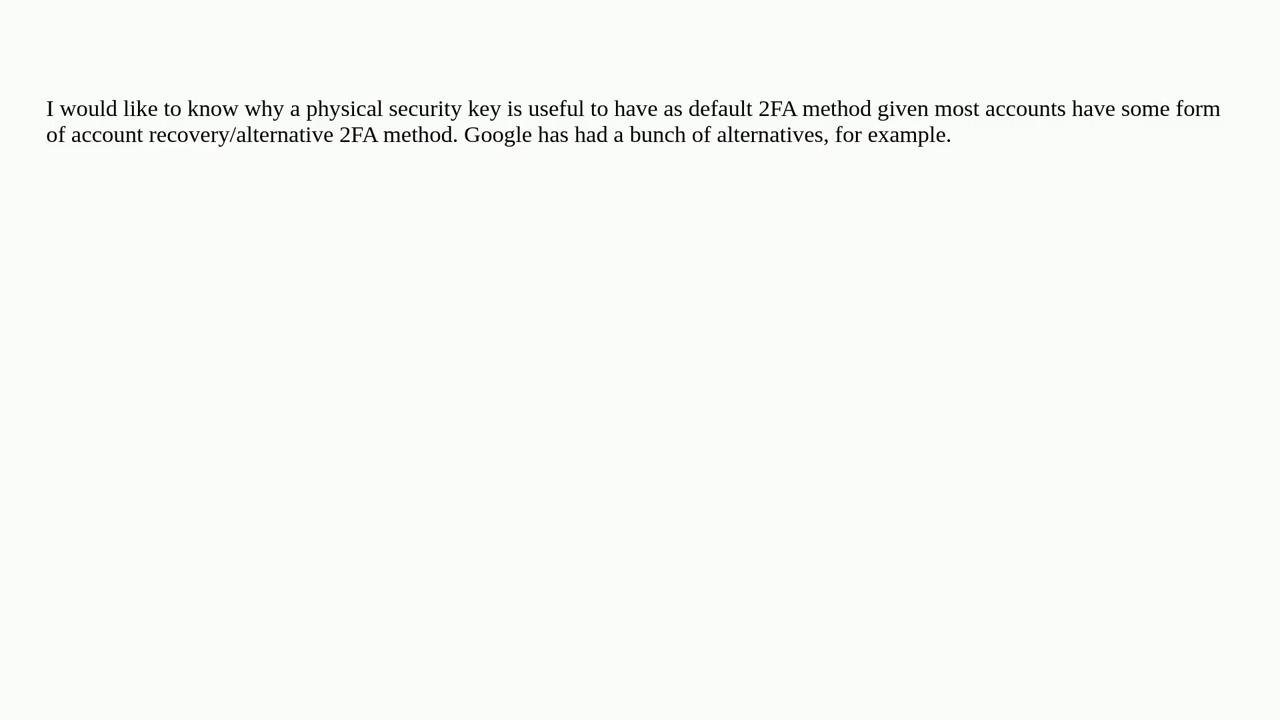 I would like to know why a physical security key is useful to have as default 2FA method given most accounts have some form
of account recovery/alternative 2FA method. Google has had a bunch of alternatives, for example.